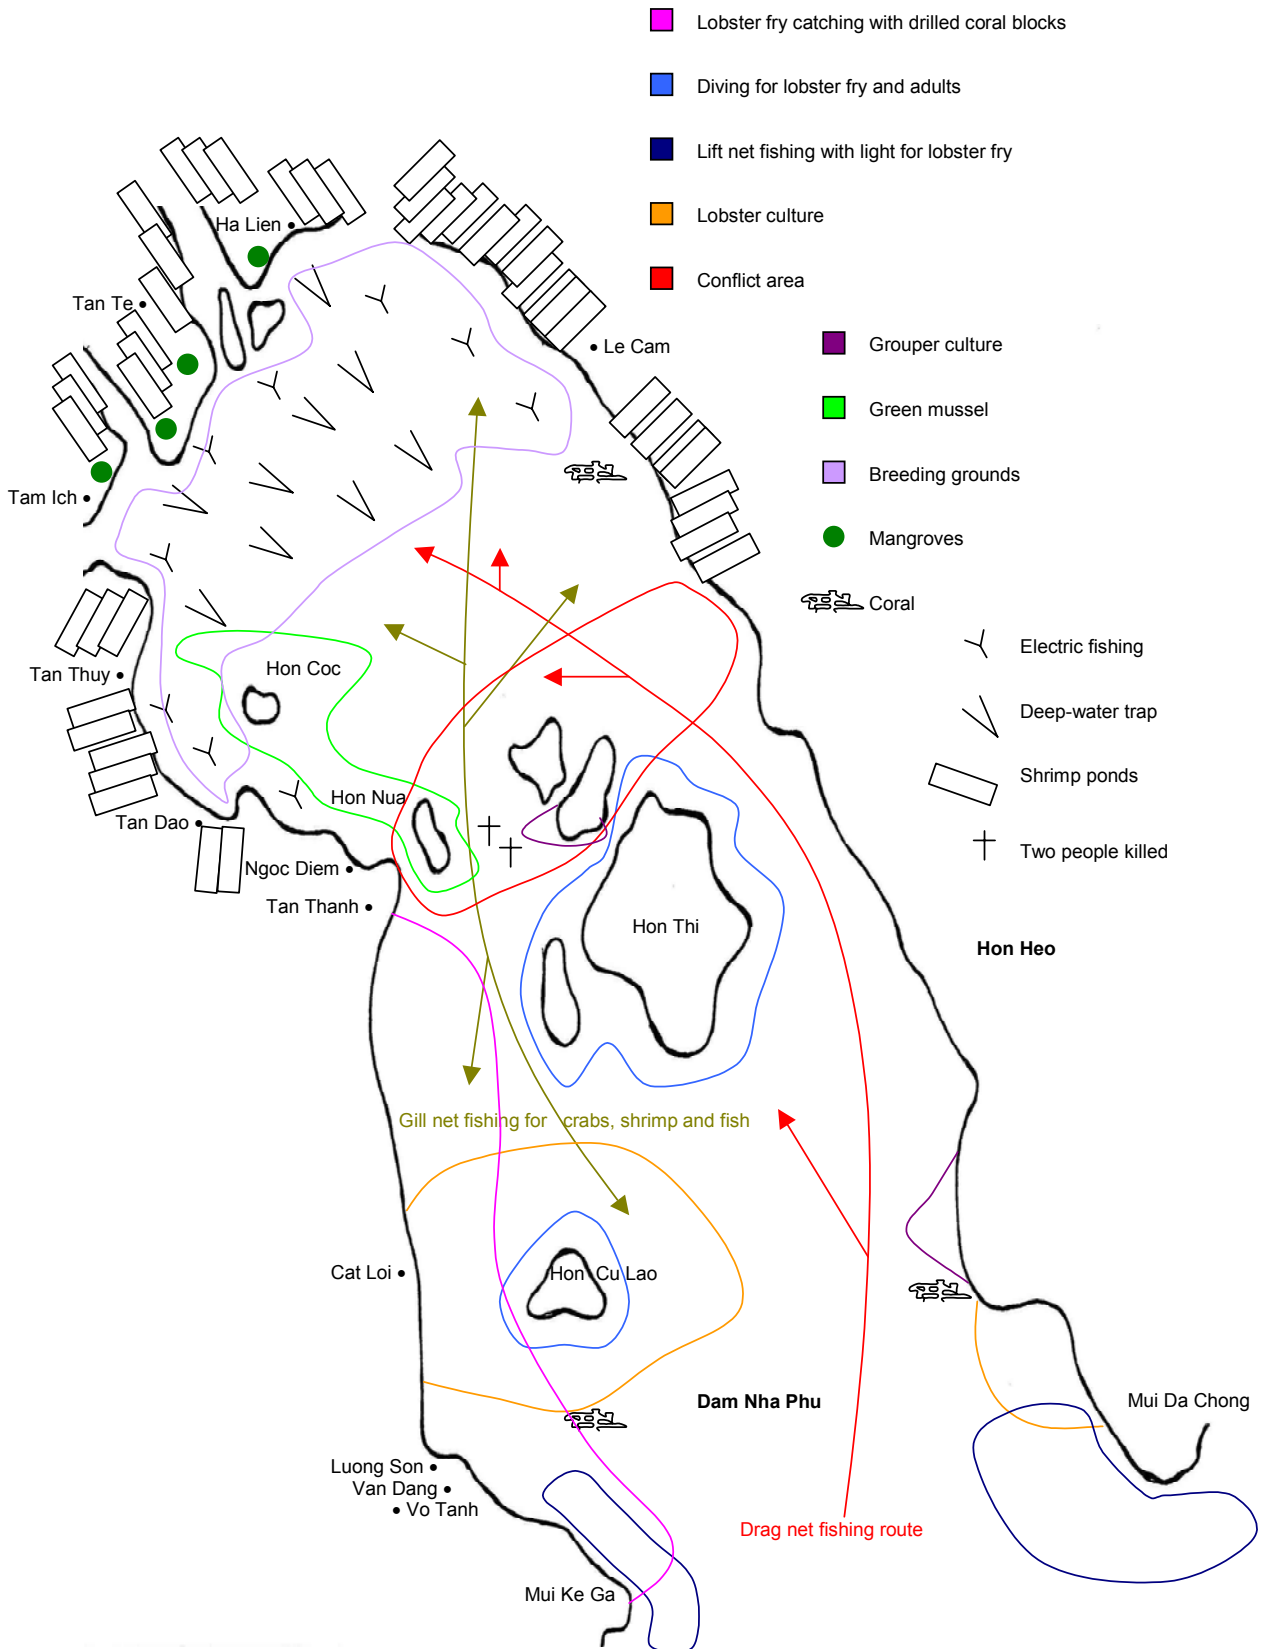 Lobster fry catching with drilled coral blocks
Diving for lobster fry and adults
Lift net fishing with light for lobster fry
Lobster culture
Conflict area
Grouper culture
Green mussel
Breeding grounds
Mangroves
Coral
Electric fishing
Deep-water trap
Shrimp ponds
Two people killed
Ha Lien
Tan Te
Le Cam
Tam Ich
Tan Thuy
Hon Coc
Hon Nua
Tan Dao
Ngoc Diem
Tan Thanh
Hon Thi
Hon Heo
Gill net fishing for crabs, shrimp and fish
Cat Loi
Hon Cu Lao
Dam Nha Phu
Mui Da Chong
Luong Son
Van Dang
Vo Tanh
Drag net fishing route
Mui Ke Ga